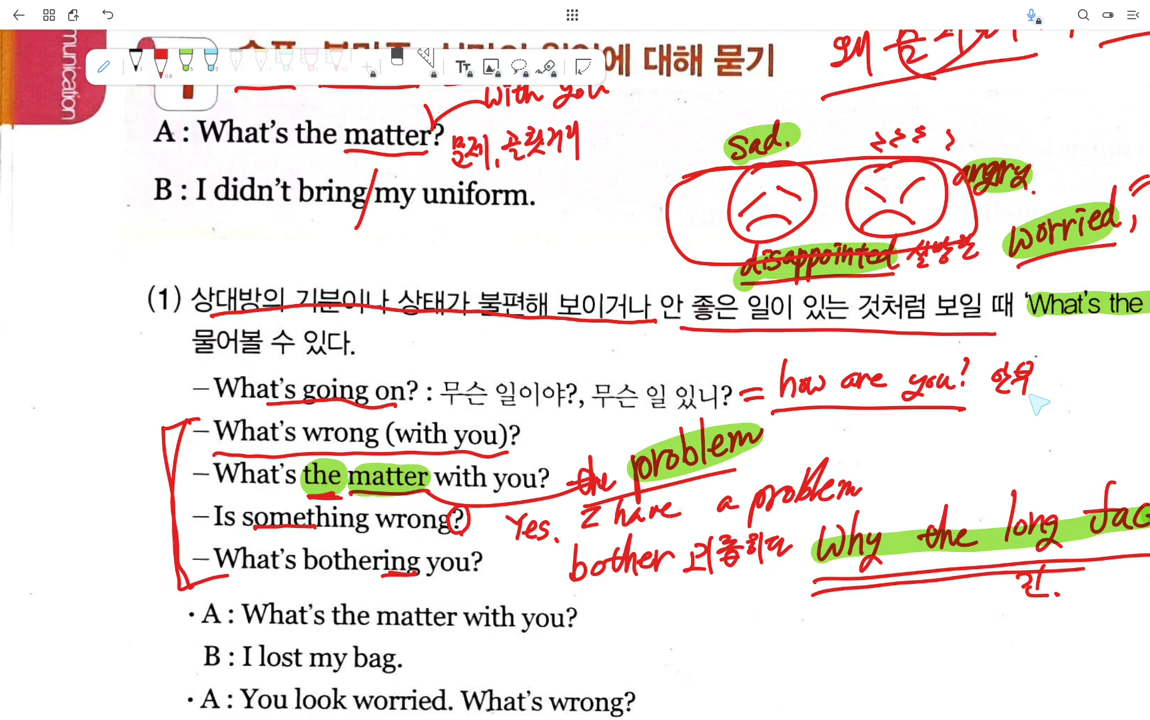 munication
에 대해 묻기
with you
A : What's the matter?
문제, 골칫거리
B : I didn't bring/my uniform.
sad.
angry.
disappointed 실망한
worried,
(1) 상대방의 기분이나 상태가 불편해 보이거나 안 좋은 일이 있는 것처럼 보일 때 ‘What's the
물어볼 수 있다.
– What's going on? : 무슨 일이야?, 무슨 일 있니? = how are you? 안부
– What's wrong (with you)?
– What's the matter with you? the problem
– Is something wrong? Yes. I have a problem
– What's bothering you? bother 괴롭히다 Why the long fac
긴.
· A : What's the matter with you?
B : I lost my bag.
· A : You look worried. What's wrong?